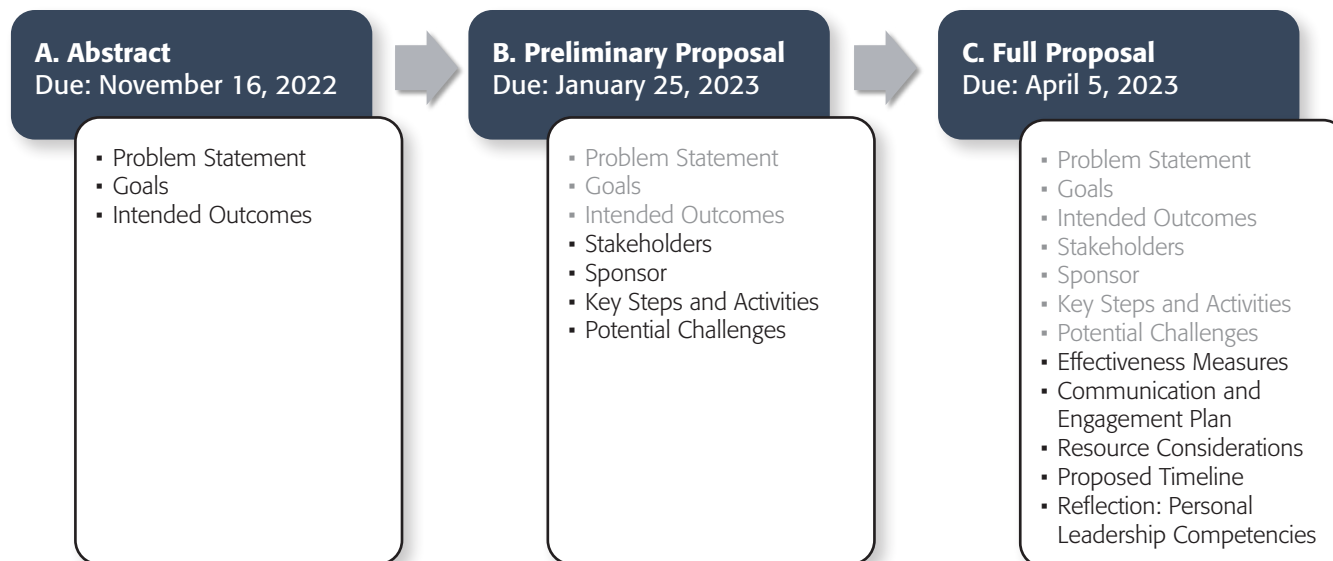 A. Abstract
Due: November 16, 2022
▪ Problem Statement
▪ Goals
▪ Intended Outcomes
B. Preliminary Proposal
Due: January 25, 2023
▪ Problem Statement
▪ Goals
▪ Intended Outcomes
▪ Stakeholders
▪ Sponsor
▪ Key Steps and Activities
▪ Potential Challenges
C. Full Proposal
Due: April 5, 2023
▪ Problem Statement
▪ Goals
▪ Intended Outcomes
▪ Stakeholders
▪ Sponsor
▪ Key Steps and Activities
▪ Potential Challenges
▪ Effectiveness Measures
▪ Communication and
Engagement Plan
▪ Resource Considerations
▪ Proposed Timeline
▪ Reflection: Personal
Leadership Competencies